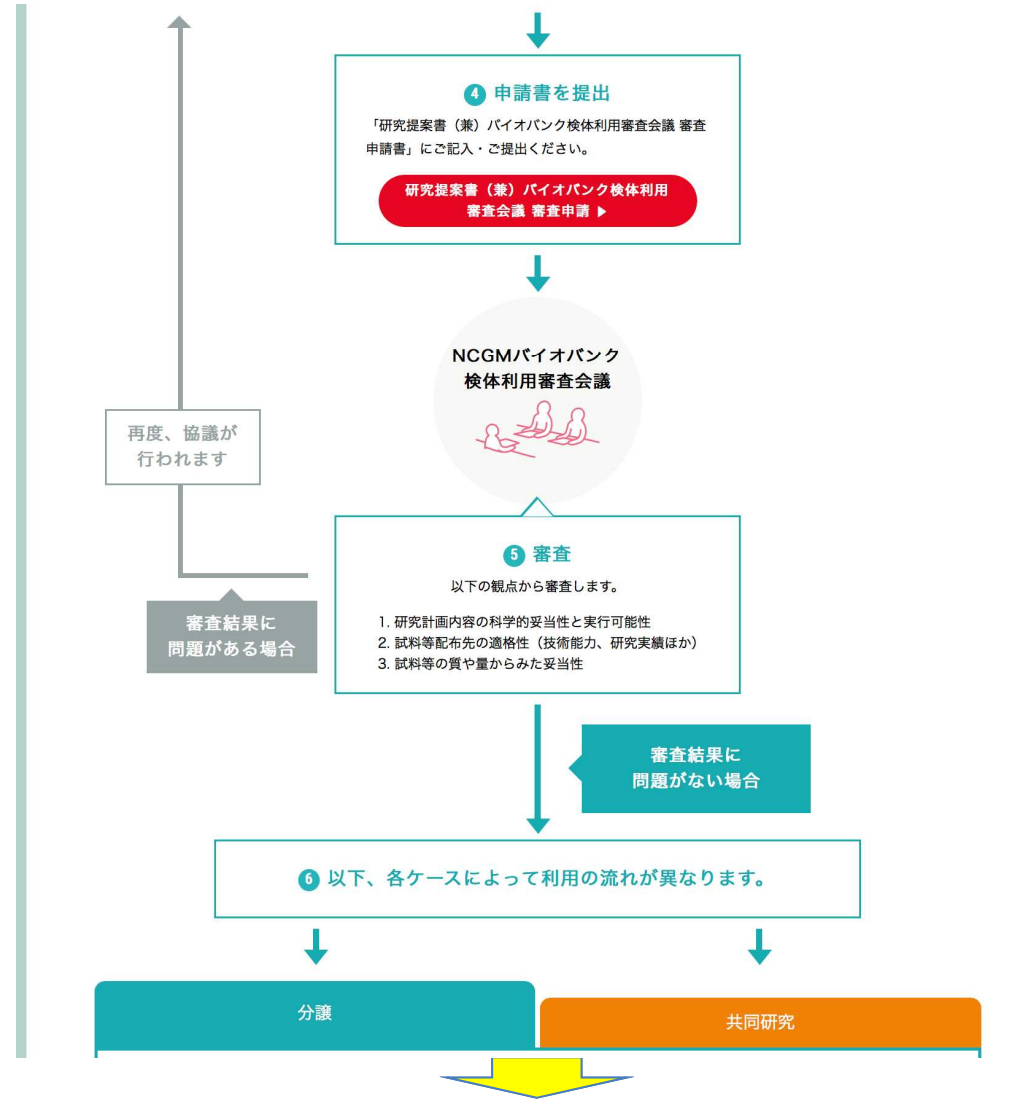 4 申請書を提出
「研究提案書（兼）バイオバンク検体利用審査会議 審査
申請書」にご記入・ご提出ください。
研究提案書（兼）バイオバンク検体利用
審査会議 審査申請 ▶
NCGMバイオバンク
検体利用審査会議
再度、協議が
行われます
5 審査
以下の観点から審査します。
1. 研究計画内容の科学的妥当性と実行可能性
2. 試料等配布先の適格性（技術能力、研究実績ほか）
3. 試料等の質や量からみた妥当性
審査結果に
問題がある場合
審査結果に
問題がない場合
6 以下、各ケースによって利用の流れが異なります。
分譲
共同研究